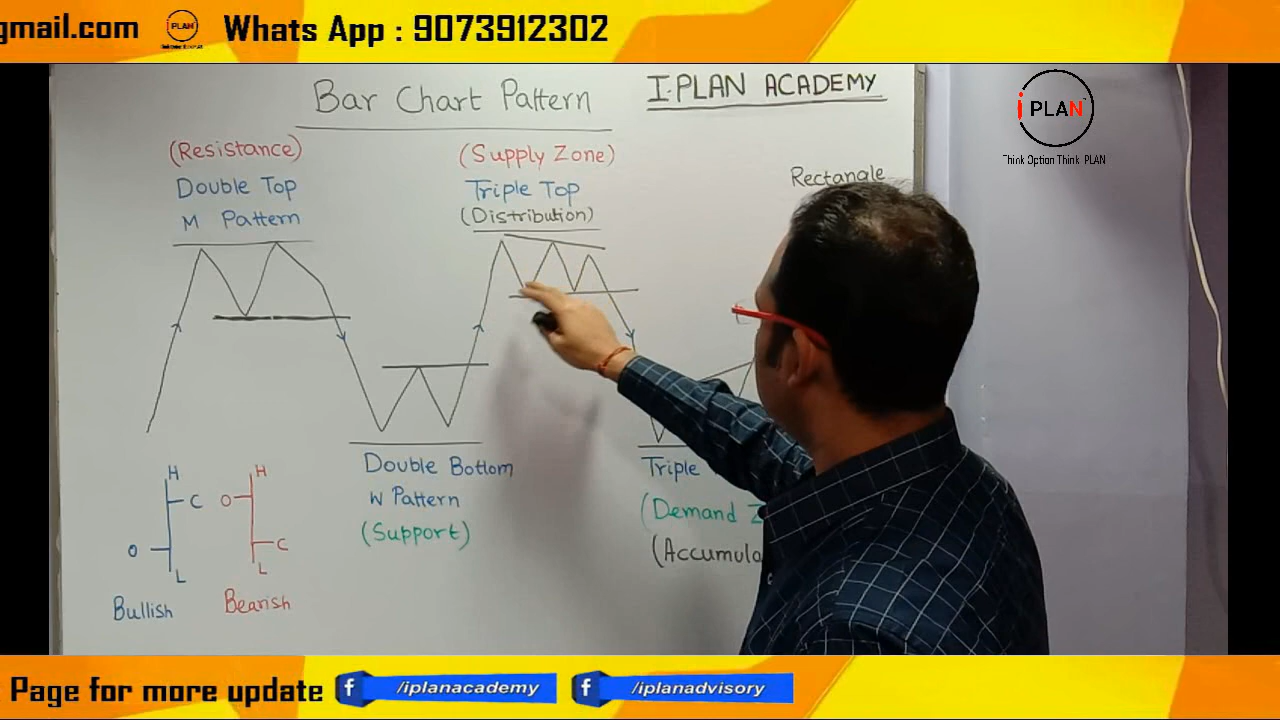 gmail.com
PLAN
Whats App : 9073912302
Bar Chart Pattern
I-PLAN ACADEMY
i PLAN
Think Option Think PLAN
(Resistance)
Double Top
M Pattern
(Supply Zone)
Triple Top
(Distribution)
Rectangle
Double Bottom
W Pattern
(Support)
Triple
(Demand Z
(Accumula
H
C
O
L
Bullish
H
O
C
L
Bearish
Page for more update
f /iplanacademy
f /iplanadvisory